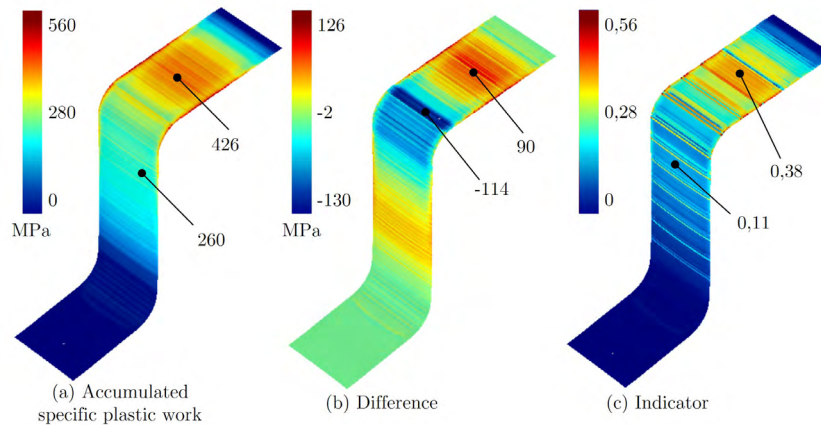 560
280
0
MPa
426
260
(a) Accumulated
specific plastic work
126
-2
-130
MPa
90
-114
(b) Difference
0,56
0,28
0
0,38
0,11
(c) Indicator